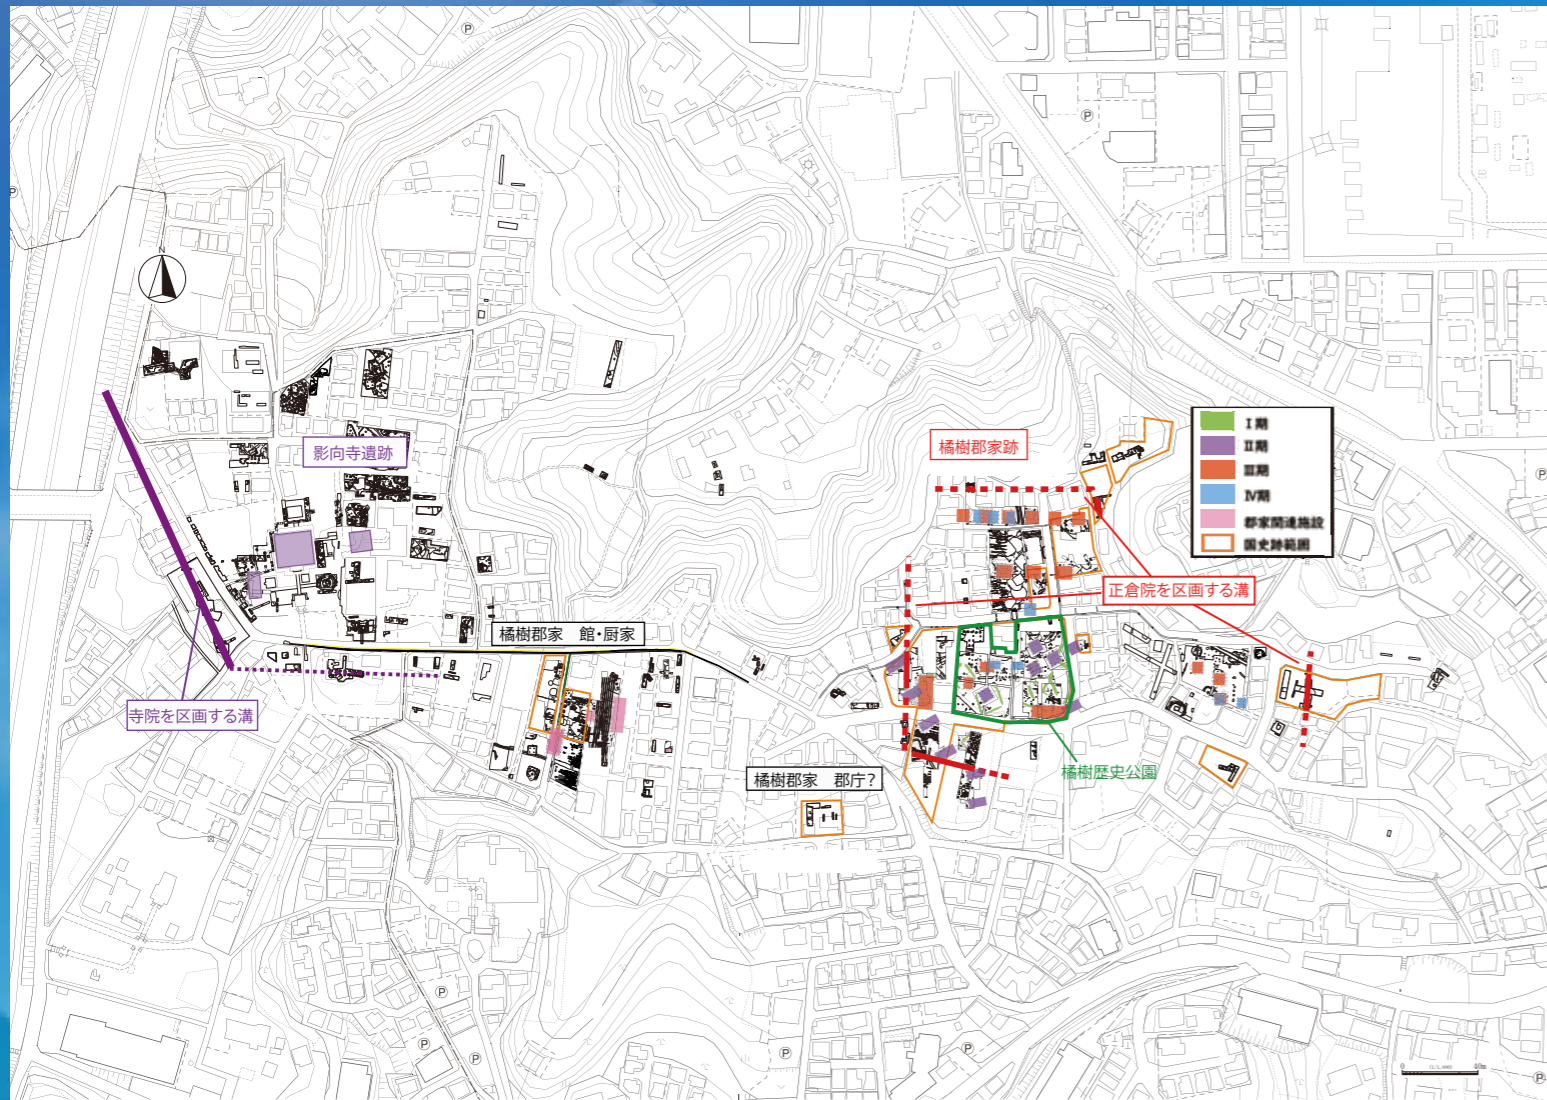 P
P
P
N
橘樹郡家跡
影向寺遺跡
Ⅰ期
Ⅱ期
Ⅲ期
Ⅳ期
郡家関連施設
国史跡範囲
P
正倉院を区画する溝
橘樹郡家 館・厨家
寺院を区画する溝
橘樹郡家 郡庁?
橘樹歴史公園
P
P
P
P
P
P
0
40m